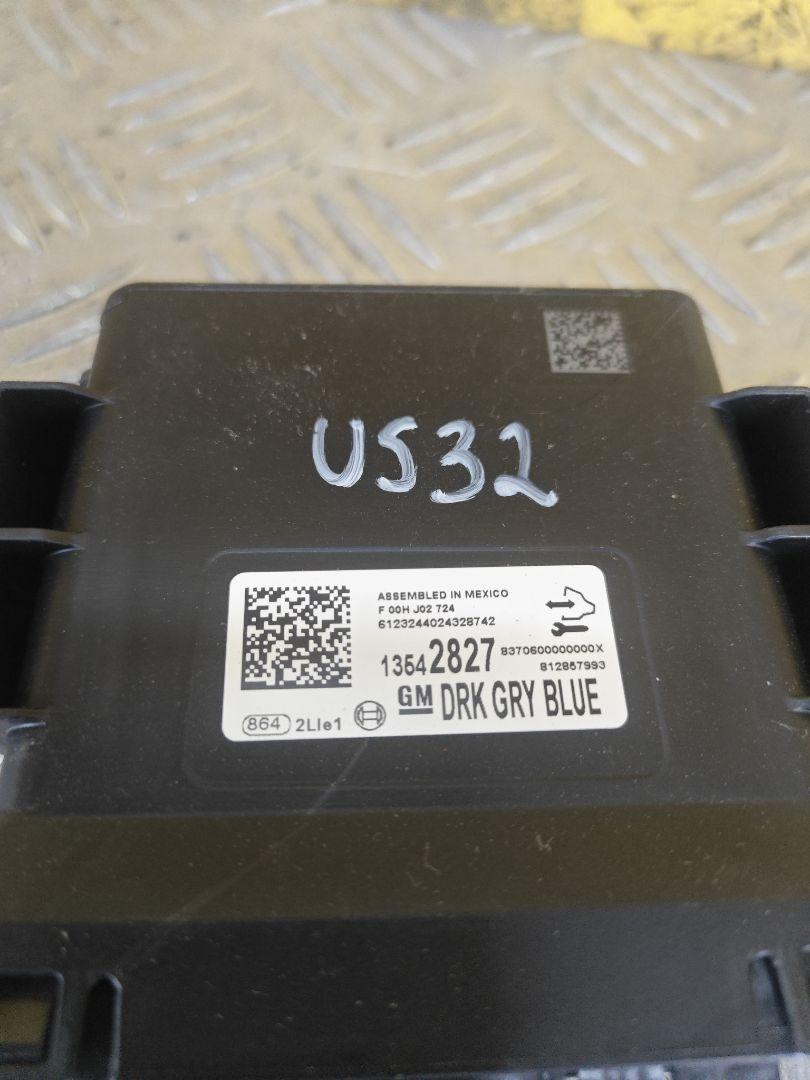 US32
ASSEMBLED IN MEXICO
F 00H J02 724
6123244024328742
13542827
8370600000000X
812857993
GM DRK GRY BLUE
864 2LIe1